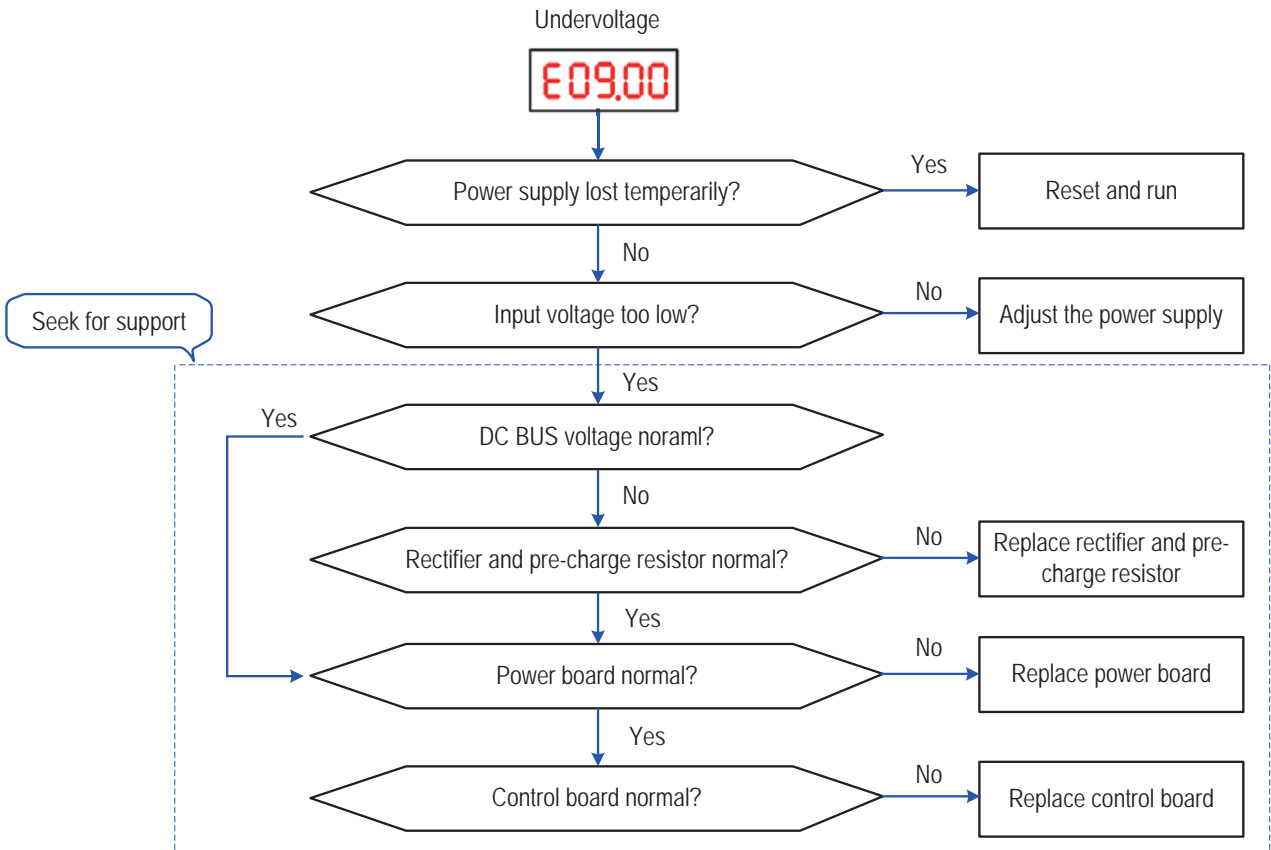 Undervoltage
E09.00
Power supply lost temperarily?
Yes
Reset and run
No
Input voltage too low?
No
Adjust the power supply
Seek for support
Yes
Yes
DC BUS voltage noraml?
No
Rectifier and pre-charge resistor normal?
No
Replace rectifier and pre-
charge resistor
Yes
Power board normal?
No
Replace power board
Yes
Control board normal?
No
Replace control board